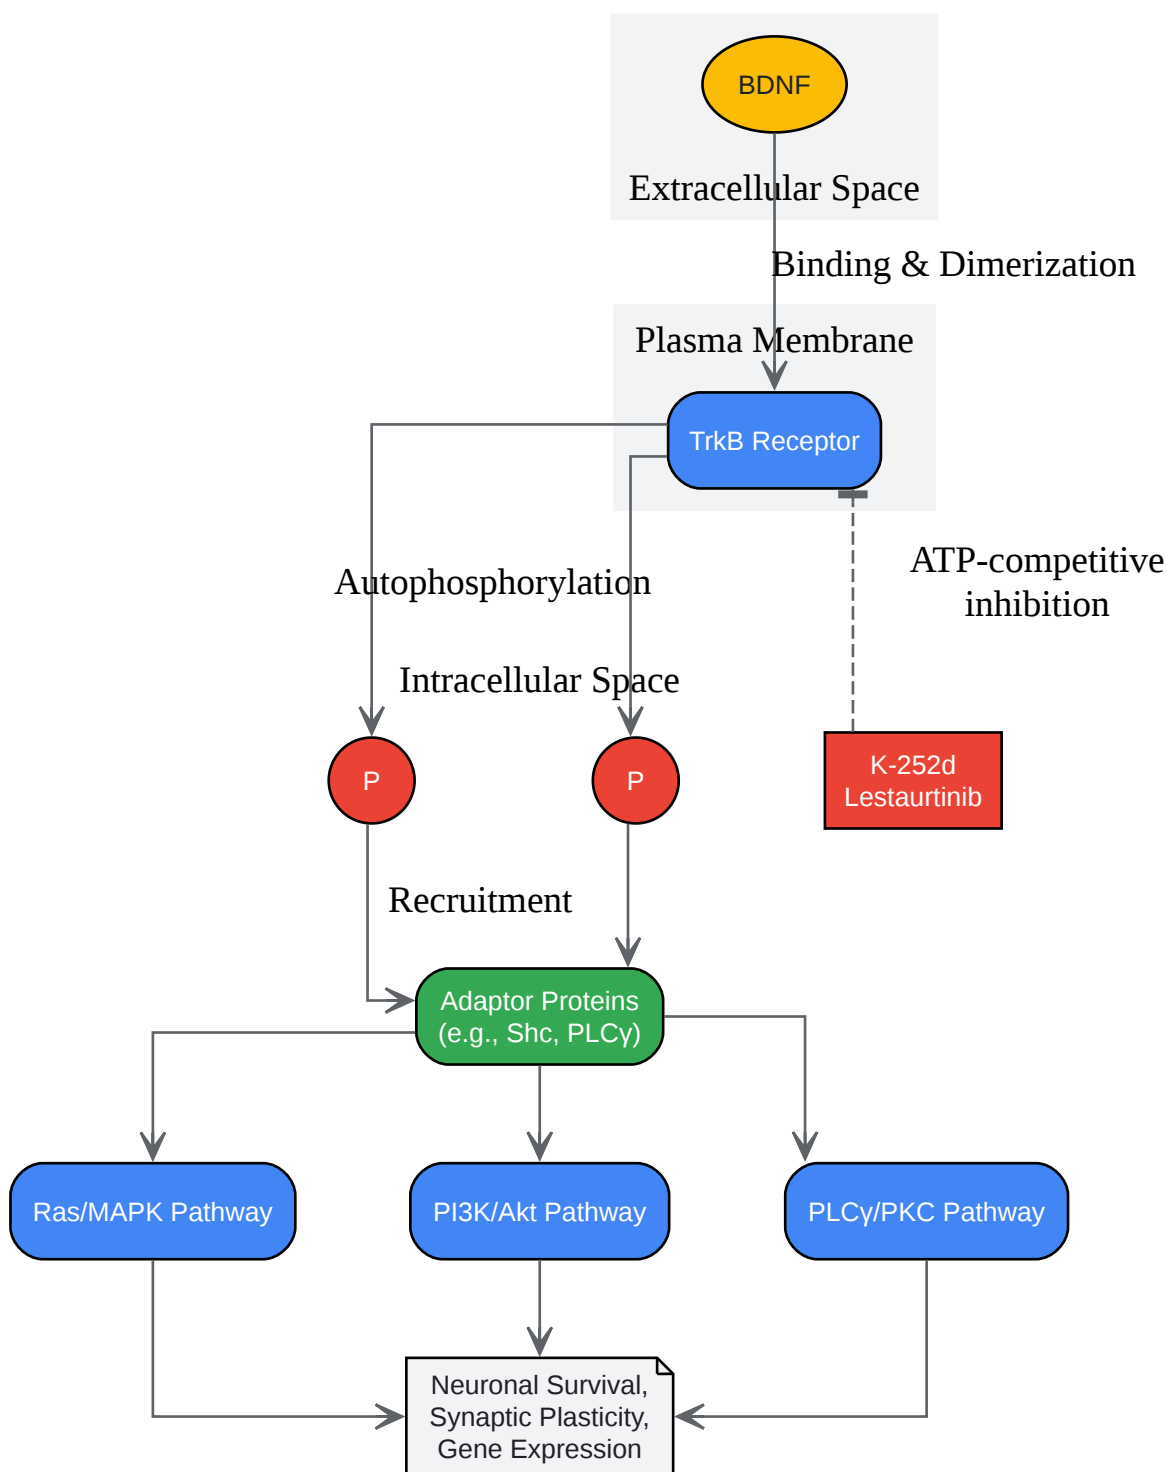 BDNF
Extracellular Space
Binding & Dimerization
Plasma Membrane
TrkB Receptor
ATP-competitive
inhibition
Autophosphorylation
Intracellular Space
P
P
K-252d
Lestaurtinib
Recruitment
Adaptor Proteins
(e.g., Shc, PLCγ)
Ras/MAPK Pathway
PI3K/Akt Pathway
PLCγ/PKC Pathway
Neuronal Survival,
Synaptic Plasticity,
Gene Expression